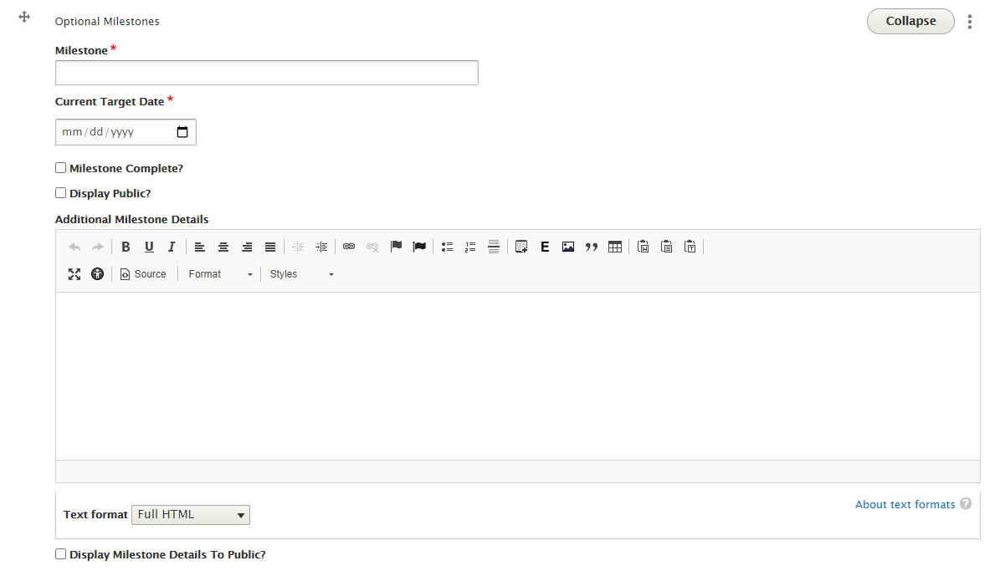 Optional Milestones
Collapse
Milestone *
Current Target Date *
mm/dd/yyyy
Milestone Complete?
Display Public?
Additional Milestone Details
B U I E
Source Format Styles
About text formats ?
Text format Full HTML
Display Milestone Details To Public?